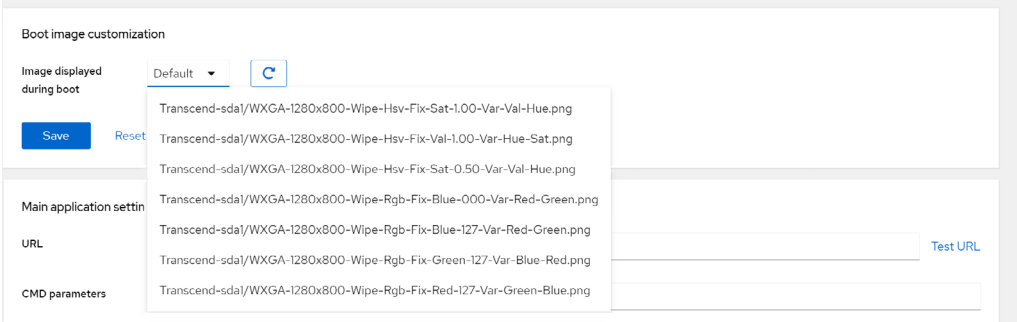 Boot image customization
Image displayed
during boot
Default
Transcend-sda1/WXGA-1280x800-Wipe-Hsv-Fix-Sat-1.00-Var-Val-Hue.png
Transcend-sda1/WXGA-1280x800-Wipe-Hsv-Fix-Val-1.00-Var-Hue-Sat.png
Transcend-sda1/WXGA-1280x800-Wipe-Hsv-Fix-Sat-0.50-Var-Val-Hue.png
Transcend-sda1/WXGA-1280x800-Wipe-Rgb-Fix-Blue-000-Var-Red-Green.png
Transcend-sda1/WXGA-1280x800-Wipe-Rgb-Fix-Blue-127-Var-Red-Green.png
Transcend-sda1/WXGA-1280x800-Wipe-Rgb-Fix-Green-127-Var-Blue-Red.png
Transcend-sda1/WXGA-1280x800-Wipe-Rgb-Fix-Red-127-Var-Green-Blue.png
Save Reset
Main application settin
URL
Test URL
CMD parameters